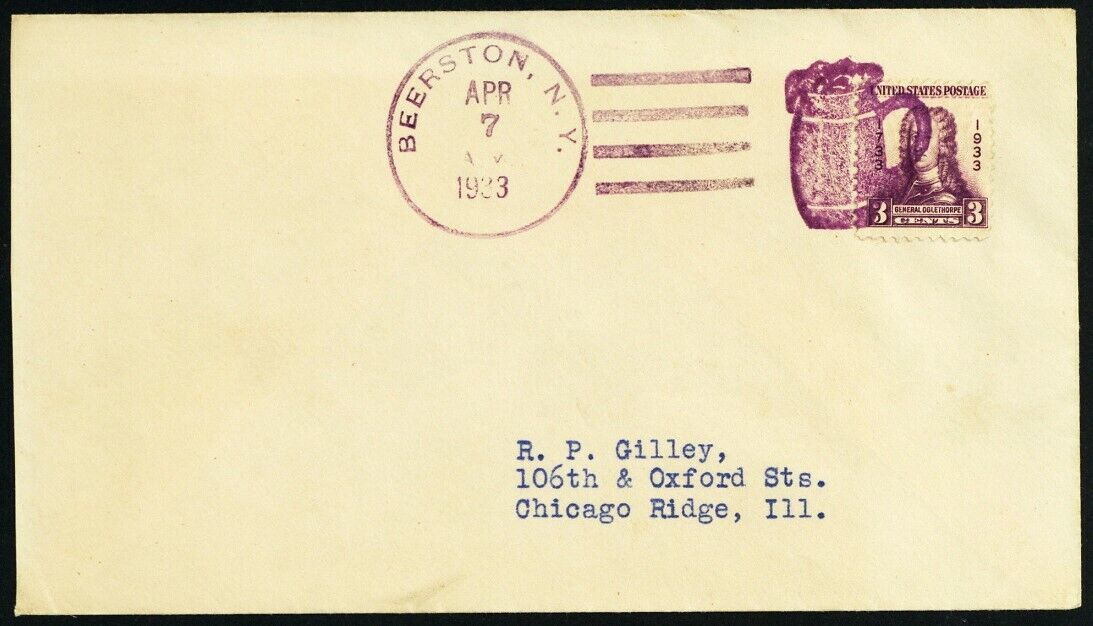 BEERSTON, N.Y.
APR
7
1933
UNITED STATES POSTAGE
1733
1933
3 GENERAL OGLETHORPE 3
CENTS
R. P. Gilley,
106th & Oxford Sts.
Chicago Ridge, Ill.